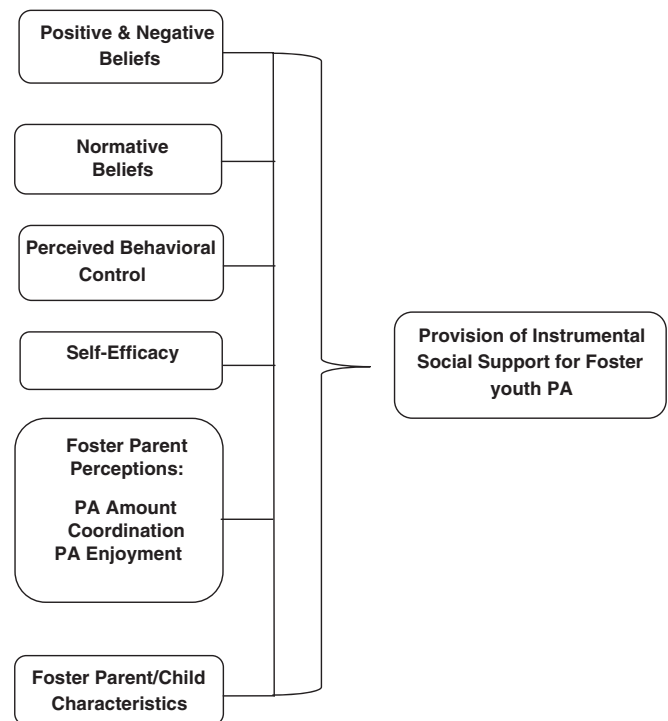 Positive & Negative
Beliefs
Normative
Beliefs
Perceived Behavioral
Control
Self-Efficacy
Foster Parent
Perceptions:
PA Amount
Coordination
PA Enjoyment
Foster Parent/Child
Characteristics
Provision of Instrumental
Social Support for Foster
youth PA